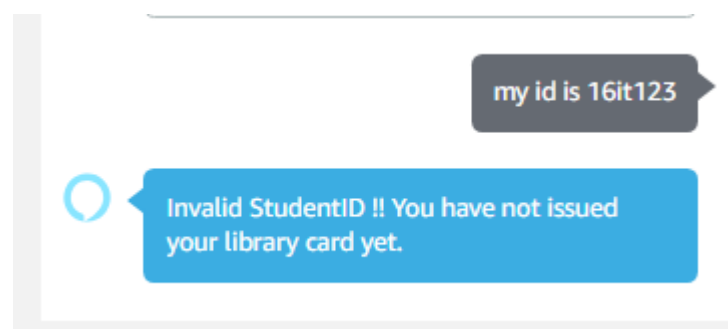 my id is 16it123
Invalid StudentID !! You have not issued
your library card yet.